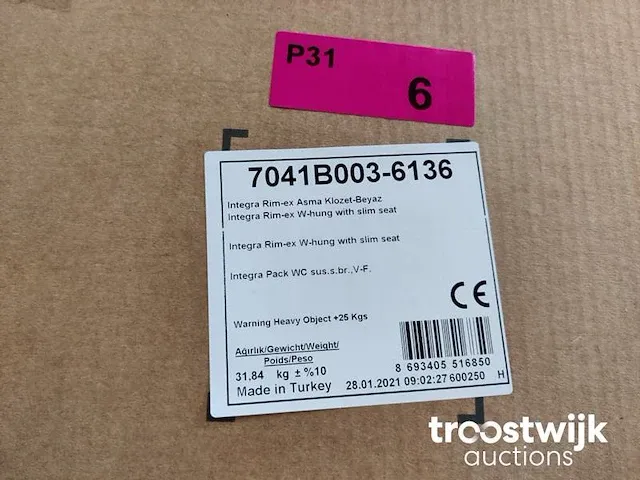 P31
6
7041B003-6136
Integra Rim-ex Asma Klozet-Beyaz
Integra Rim-ex W-hung with slim seat
Integra Rim-ex W-hung with slim seat
Integra Pack WC sus.s.br.,V-F.
CE
Warning Heavy Object +25 Kgs
Ağırlık/Gewicht/Weight/
Poids/Peso
31,84 kg ± %10
Made in Turkey
8 693405 516850
28.01.2021 09:02:27 600250 H
troostwijk
auctions